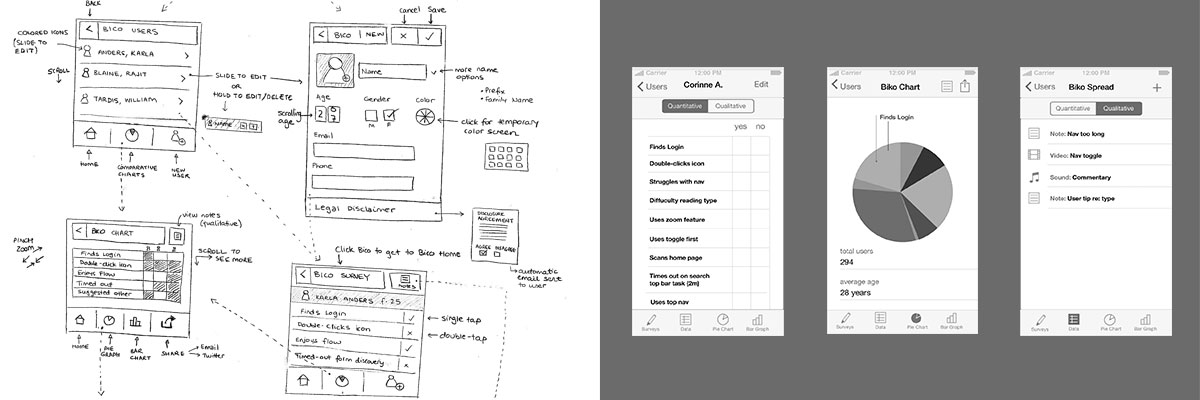 BACK
BICO USERS
COLORED ICONS
(SLIDE TO
EDIT)
ANDERS, KARLA
SCROLL
BLAINE, RAJIT
TARDIS, WILLIAM
SLIDE TO EDIT
OR
HOLD TO EDIT/DELETE
HOME
COMPARATIVE
CHARTS
NEW
USER
Cancel Save
BICO NEW
Name
more name
options
• Prefix
• Family Name
Age
Gender
Color
scrolling
age
2 6
7
M F
click for temporary
color screen
Email
Phone
Legal Disclaimer
DISCLOSURE
AGREEMENT
AGREE DISAGREE
automatic
email sent
to user
view notes
(qualitative)
PINCH
ZOOM
BICO CHART
SCROLL TO
SEE MORE
Finds Login
Double-click icon
Enjoys Flow
Timed out
Suggested other
HOME
PIE
GRAPH
BAR
CHART
SHARE
Email
Twitter
Click Bico to get to Bico Home
BICO SURVEY
NOTES
KARLA ANDERS f. 25
Finds Login
Double-clicks icon
Enjoys flow
Timed-out form discovery
single tap
double-tap
Carrier 12:00 PM
Users Corinne A. Edit
Quantitative Qualitative
yes no
Finds Login
Double-clicks icon
Struggles with nav
Diffuculty reading type
Uses zoom feature
Uses toggle first
Scans home page
Times out on search
top bar task (2m)
Uses top nav
Surveys Data Pie Chart Bar Graph
Carrier 12:00 PM
Users Biko Chart
Finds Login
total users
294
average age
28 years
Surveys Data Pie Chart Bar Graph
Carrier 12:00 PM
Users Biko Spread +
Quantitative Qualitative
Note: Nav too long
Video: Nav toggle
Sound: Commentary
Note: User tip re: type
Surveys Data Pie Chart Bar Graph